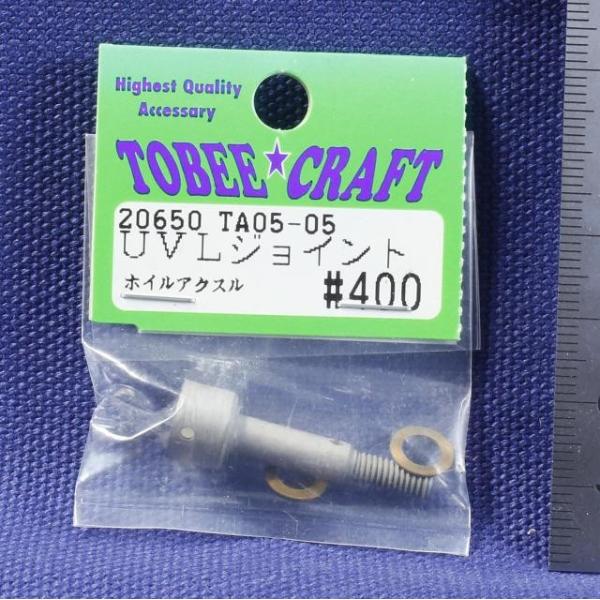 Highest Quality
Accessary
TOBEE★CRAFT
20650 TA05-05
UVLジョイント
ホイルアクスル
#400